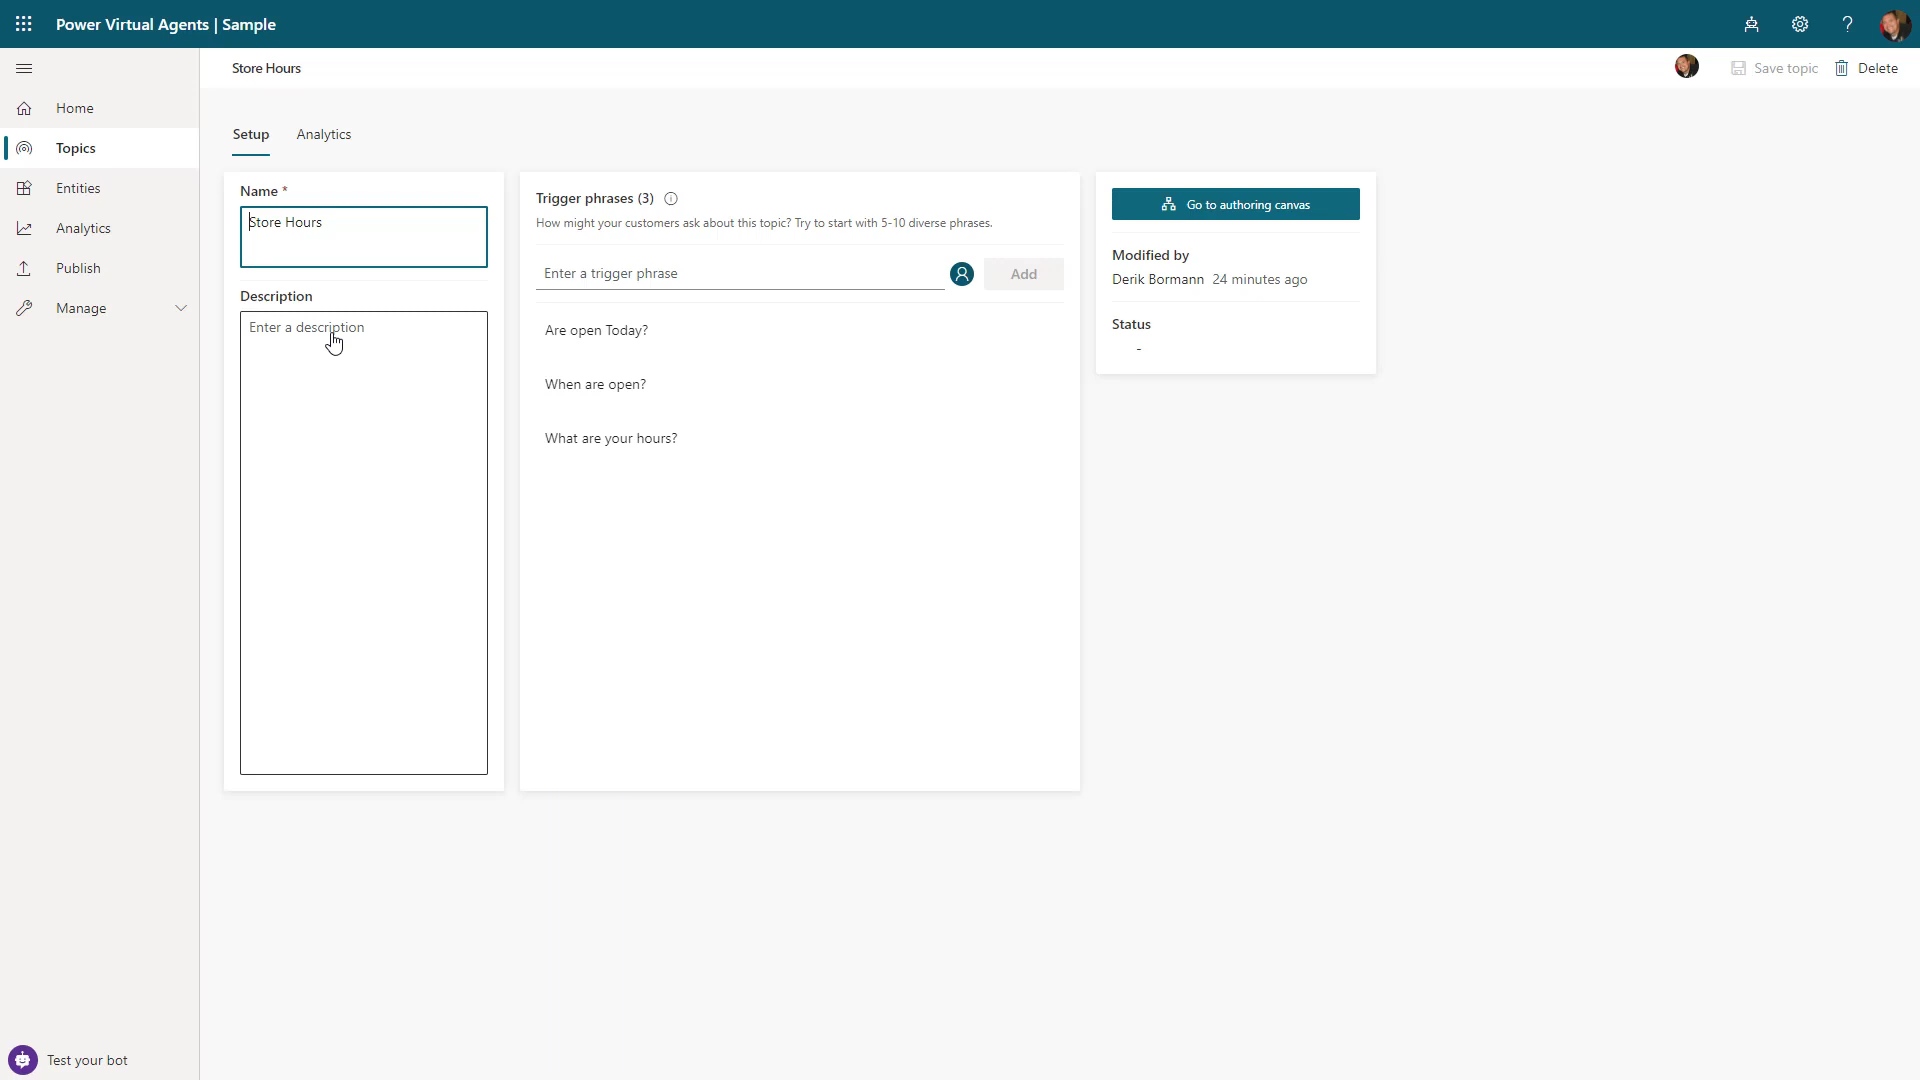 Power Virtual Agents | Sample
Store Hours
Save topic
Delete
Home
Topics
Entities
Analytics
Publish
Manage
Setup
Analytics
Name *
Store Hours
Description
Enter a description
Trigger phrases (3)
How might your customers ask about this topic? Try to start with 5-10 diverse phrases.
Enter a trigger phrase
Add
Are open Today?
When are open?
What are your hours?
Go to authoring canvas
Modified by
Derik Bormann 24 minutes ago
Status
-
Test your bot